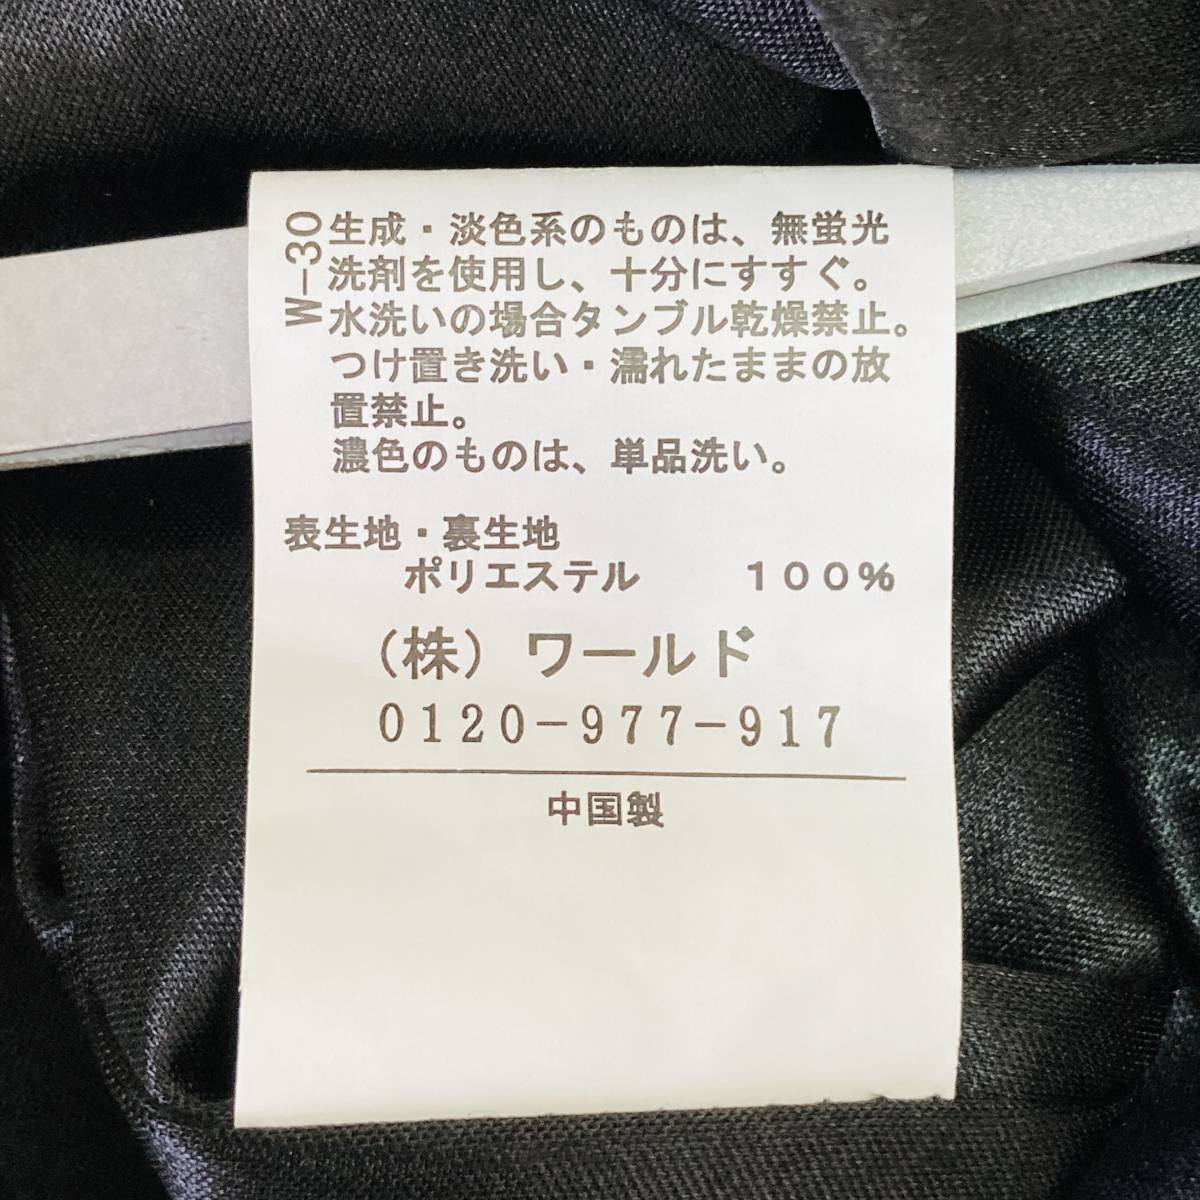 W-30
生成・淡色系のものは、無蛍光
洗剤を使用し、十分にすすぐ。
水洗いの場合タンブル乾燥禁止。
つけ置き洗い・濡れたままの放
置禁止。
濃色のものは、単品洗い。
表生地・裏生地
ポリエステル　　１００％
（株）ワールド
0120-977-917
中国製